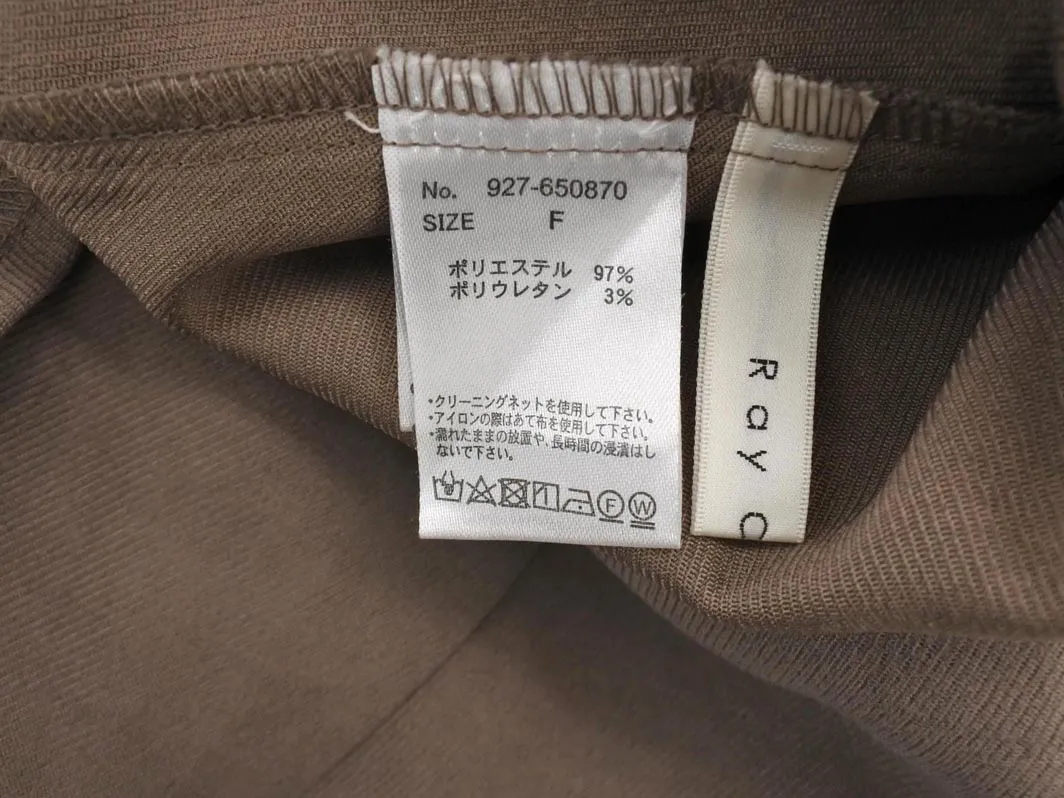 No. 927-650870
SIZE F
ポリエステル 97%
ポリウレタン 3%
・クリーニングネットを使用して下さい。
・アイロンの際はあて布を使用して下さい。
・濡れたままの放置や、長時間の浸漬はし
ないで下さい。
F W
Ray C